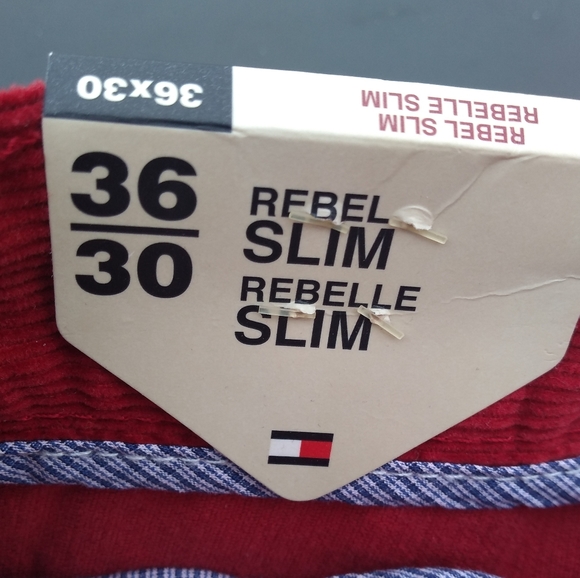 36x30
REBEL SLIM
REBELLE SLIM
36
30
REBEL
SLIM
REBELLE
SLIM